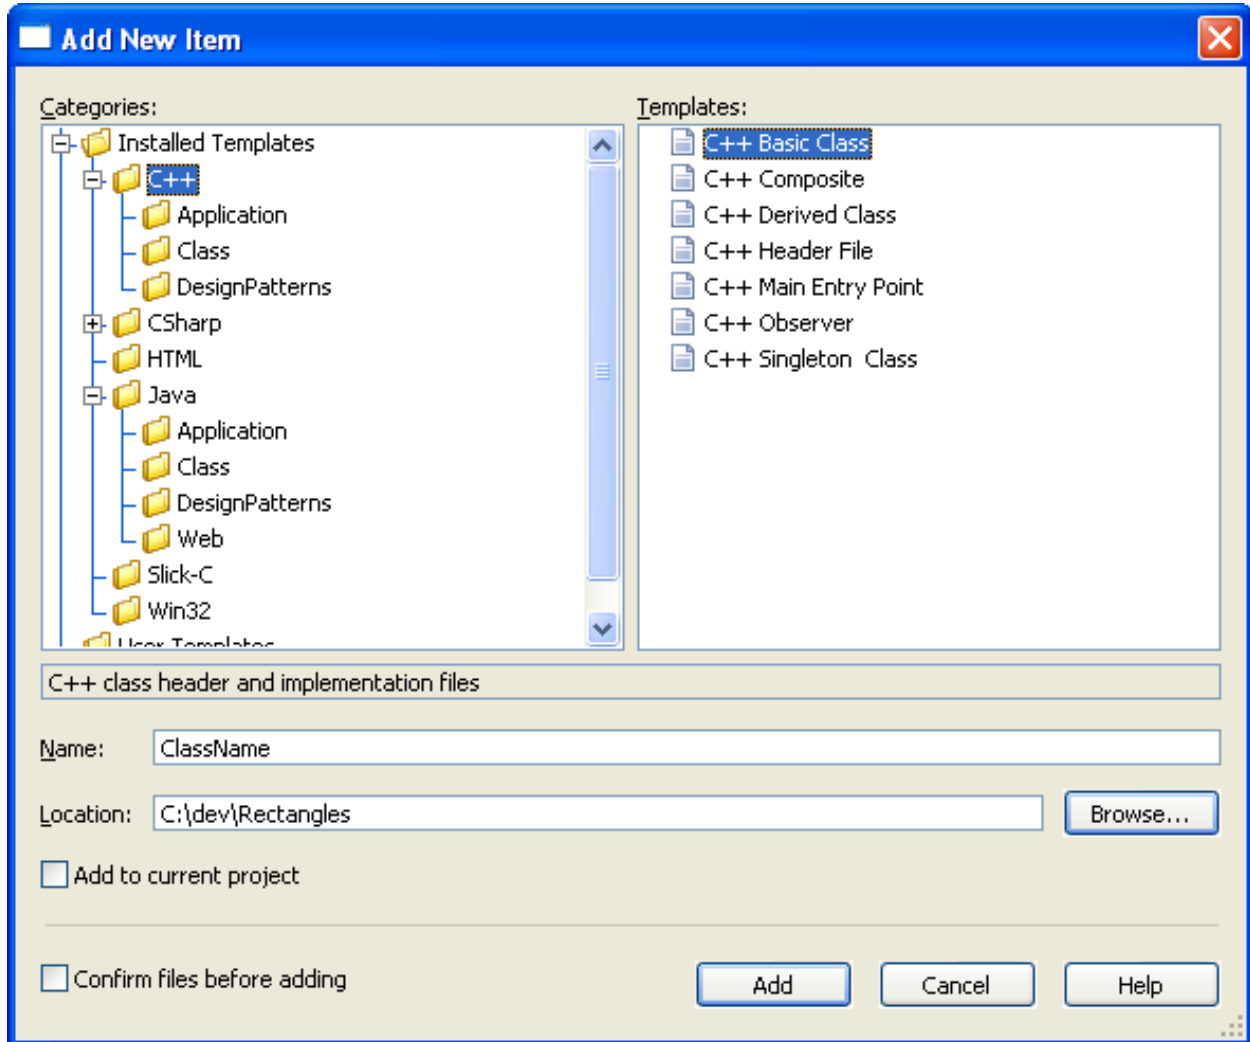 Add New Item
Categories:
Templates:
Installed Templates
C++
Application
Class
DesignPatterns
CSharp
HTML
Java
Application
Class
DesignPatterns
Web
Slick-C
Win32
User Templates
C++ Basic Class
C++ Composite
C++ Derived Class
C++ Header File
C++ Main Entry Point
C++ Observer
C++ Singleton  Class
C++ class header and implementation files
Name:
ClassName
Location:
C:\dev\Rectangles
Browse...
Add to current project
Confirm files before adding
Add
Cancel
Help